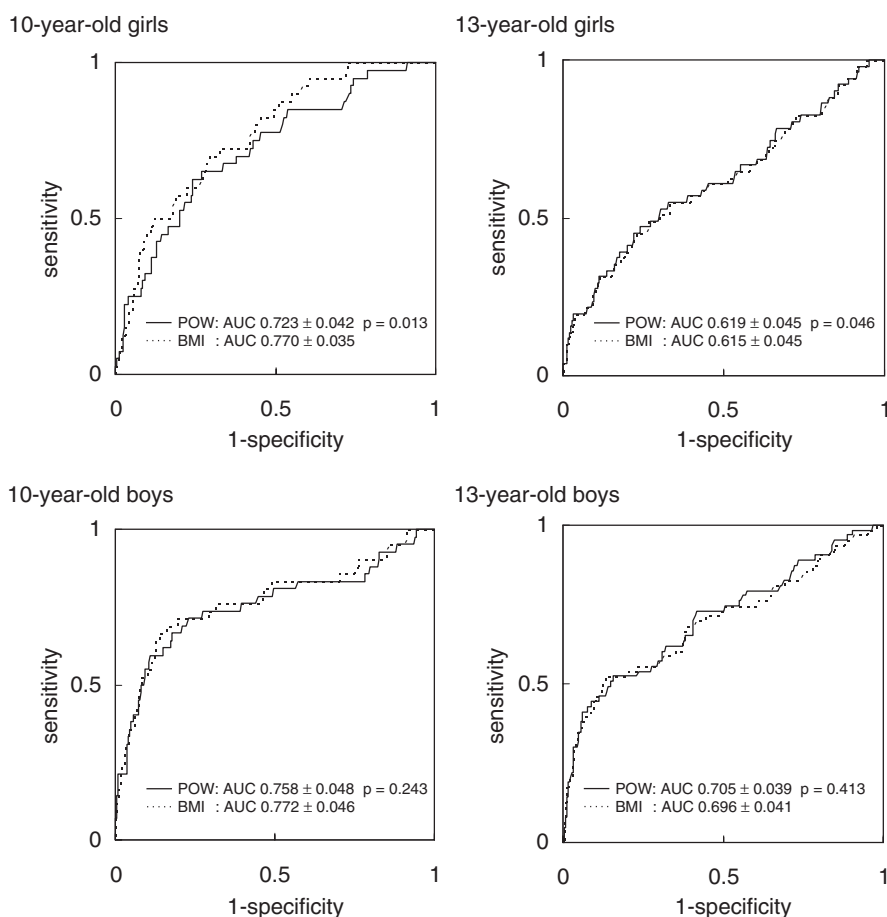 10-year-old girls
1
0.5
0
sensitivity
POW: AUC 0.723 ± 0.042 p = 0.013
BMI : AUC 0.770 ± 0.035
0 0.5 1
1-specificity
13-year-old girls
1
0.5
0
sensitivity
POW: AUC 0.619 ± 0.045 p = 0.046
BMI : AUC 0.615 ± 0.045
0 0.5 1
1-specificity
10-year-old boys
1
0.5
0
sensitivity
POW: AUC 0.758 ± 0.048 p = 0.243
BMI : AUC 0.772 ± 0.046
0 0.5 1
1-specificity
13-year-old boys
1
0.5
0
sensitivity
POW: AUC 0.705 ± 0.039 p = 0.413
BMI : AUC 0.696 ± 0.041
0 0.5 1
1-specificity